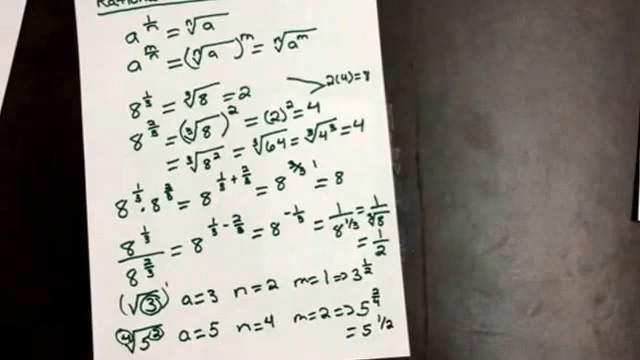 a^(1/n) = ⁿ√a
a^(m/n) = (ⁿ√a)^m = ⁿ√(a^m)
2(4)=8
8^(1/3) = ³√8 = 2
8^(2/3) = (³√8)^2 = (2)^2 = 4
= ³√(8^2) = ³√64 = ³√(4^3) = 4
8^(1/3) · 8^(2/3) = 8^(1/3 + 2/3) = 8^(3/3) 1 = 8
8^(1/3) / 8^(2/3) = 8^(1/3 - 2/3) = 8^(-1/3) = 1/8^(1/3) = 1/³√8
= 1/2
(√3)^1 a=3 n=2 m=1 ⇒ 3^(1/2)
⁴√(5^2) a=5 n=4 m=2 ⇒ 5^(2/4)
= 5^(1/2)